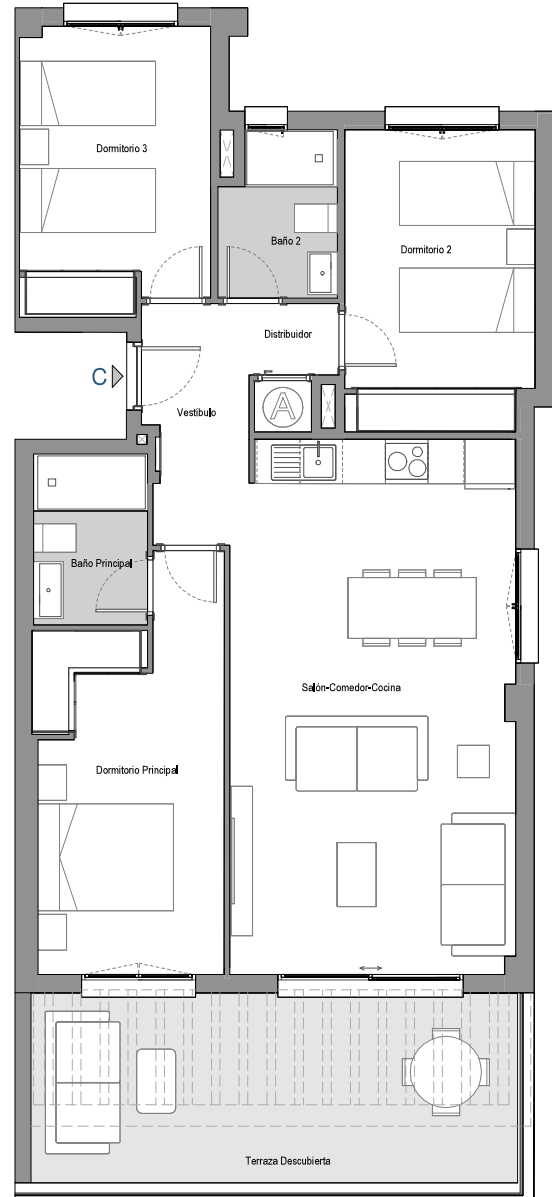 Dormitorio 3
Baño 2
Dormitorio 2
Distribuidor
C
Vestíbulo
A
Baño Principal
Salón-Comedor-Cocina
Dormitorio Principal
Terraza Descubierta